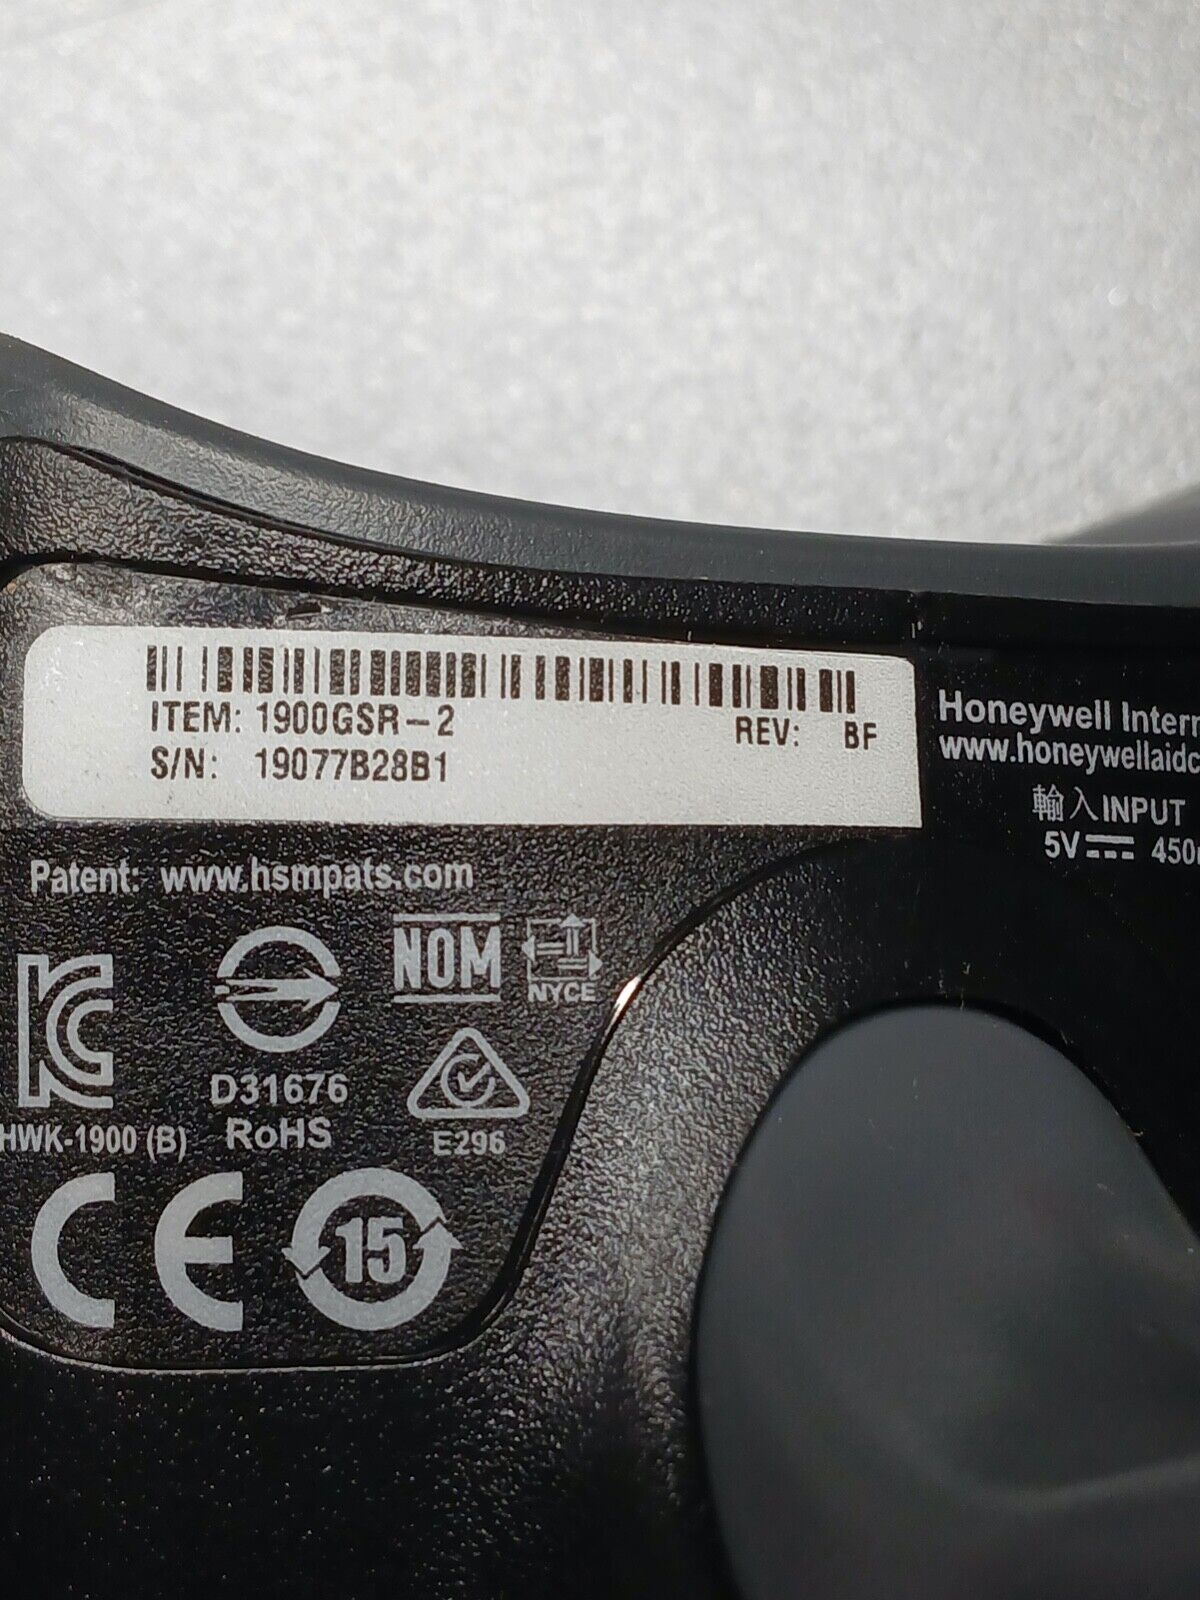 ITEM: 1900GSR-2
REV: BF
S/N: 19077B28B1
Honeywell
www.honeywellaidc
輸入INPUT
5V 450
Patent: www.hsmpats.com
NOM
NYCE
D31676
RoHS
HWK-1900 (B)
E296
CE
15